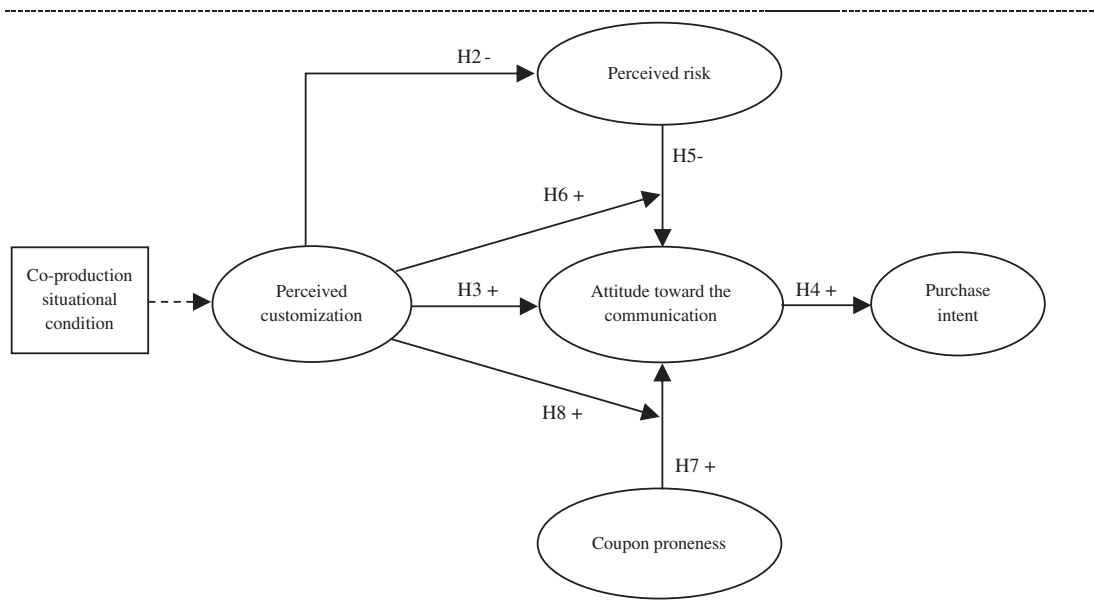 H2 -
Perceived risk
H5-
H6 +
Co-production
situational
condition
Perceived
customization
H3 +
Attitude toward the
communication
H4 +
Purchase
intent
H8 +
H7 +
Coupon proneness